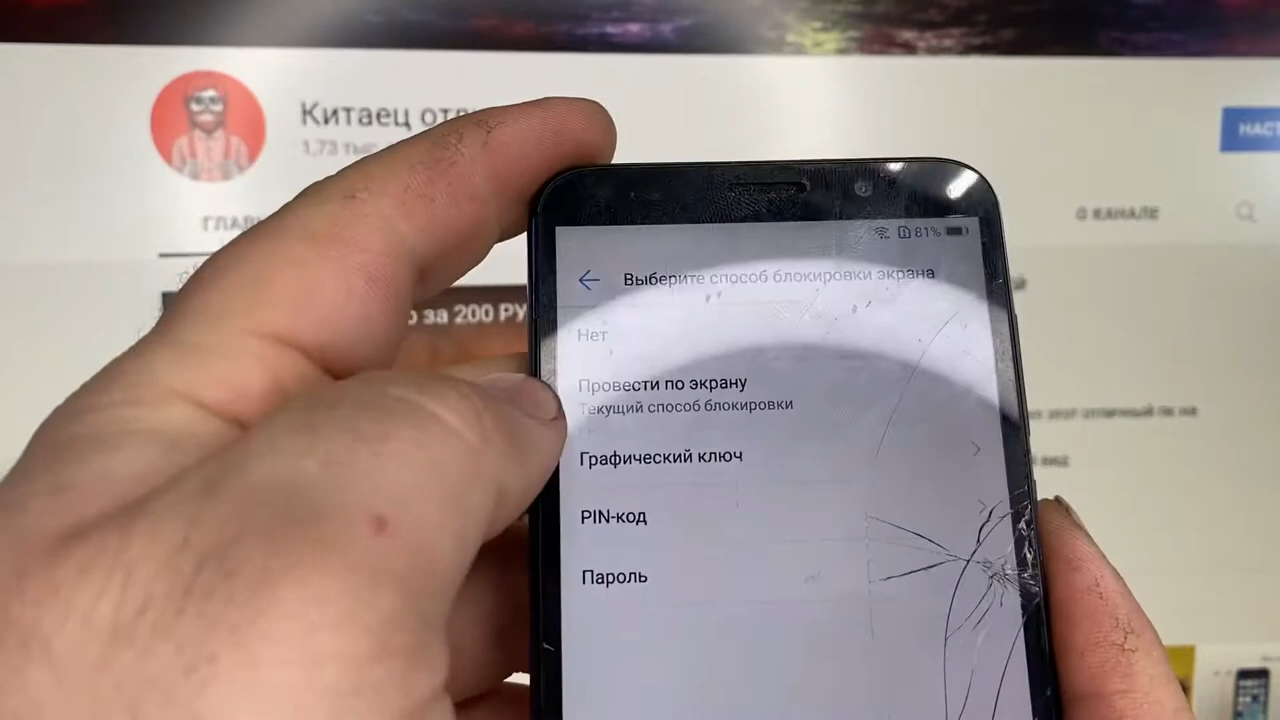 Китаец
1,73 тыс
ГЛАВ
НАСТ
О КАНАЛЕ
за 200 РУ
81%
Выберите способ блокировки экрана
Нет
Провести по экрану
Текущий способ блокировки
Графический ключ
PIN-код
Пароль